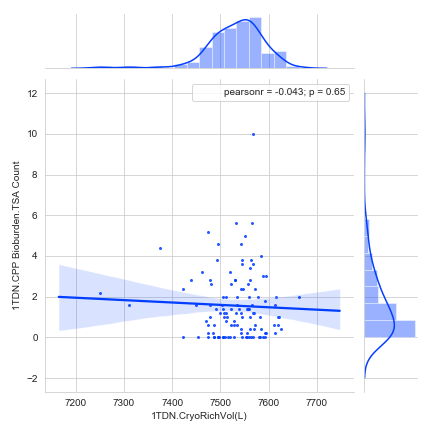 pearsonr = -0.043; p = 0.65
12
10
8
6
4
2
0
−2
1TDN.CPP Bioburden.TSA Count
7200 7300 7400 7500 7600 7700
1TDN.CryoRichVol(L)